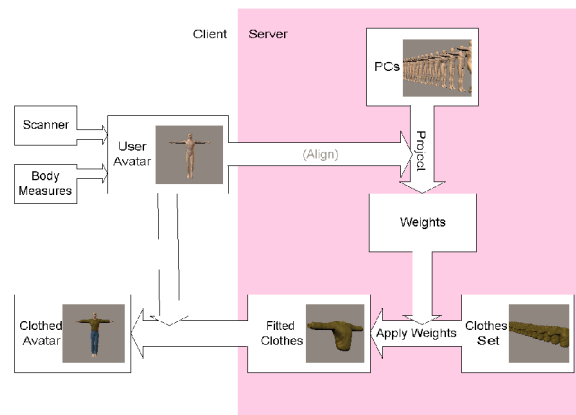 Client
Server
PCs
Scanner
User
Avatar
Body
Measures
(Align)
Project
Weights
Clothed
Avatar
Fitted
Clothes
Apply Weights
Clothes
Set